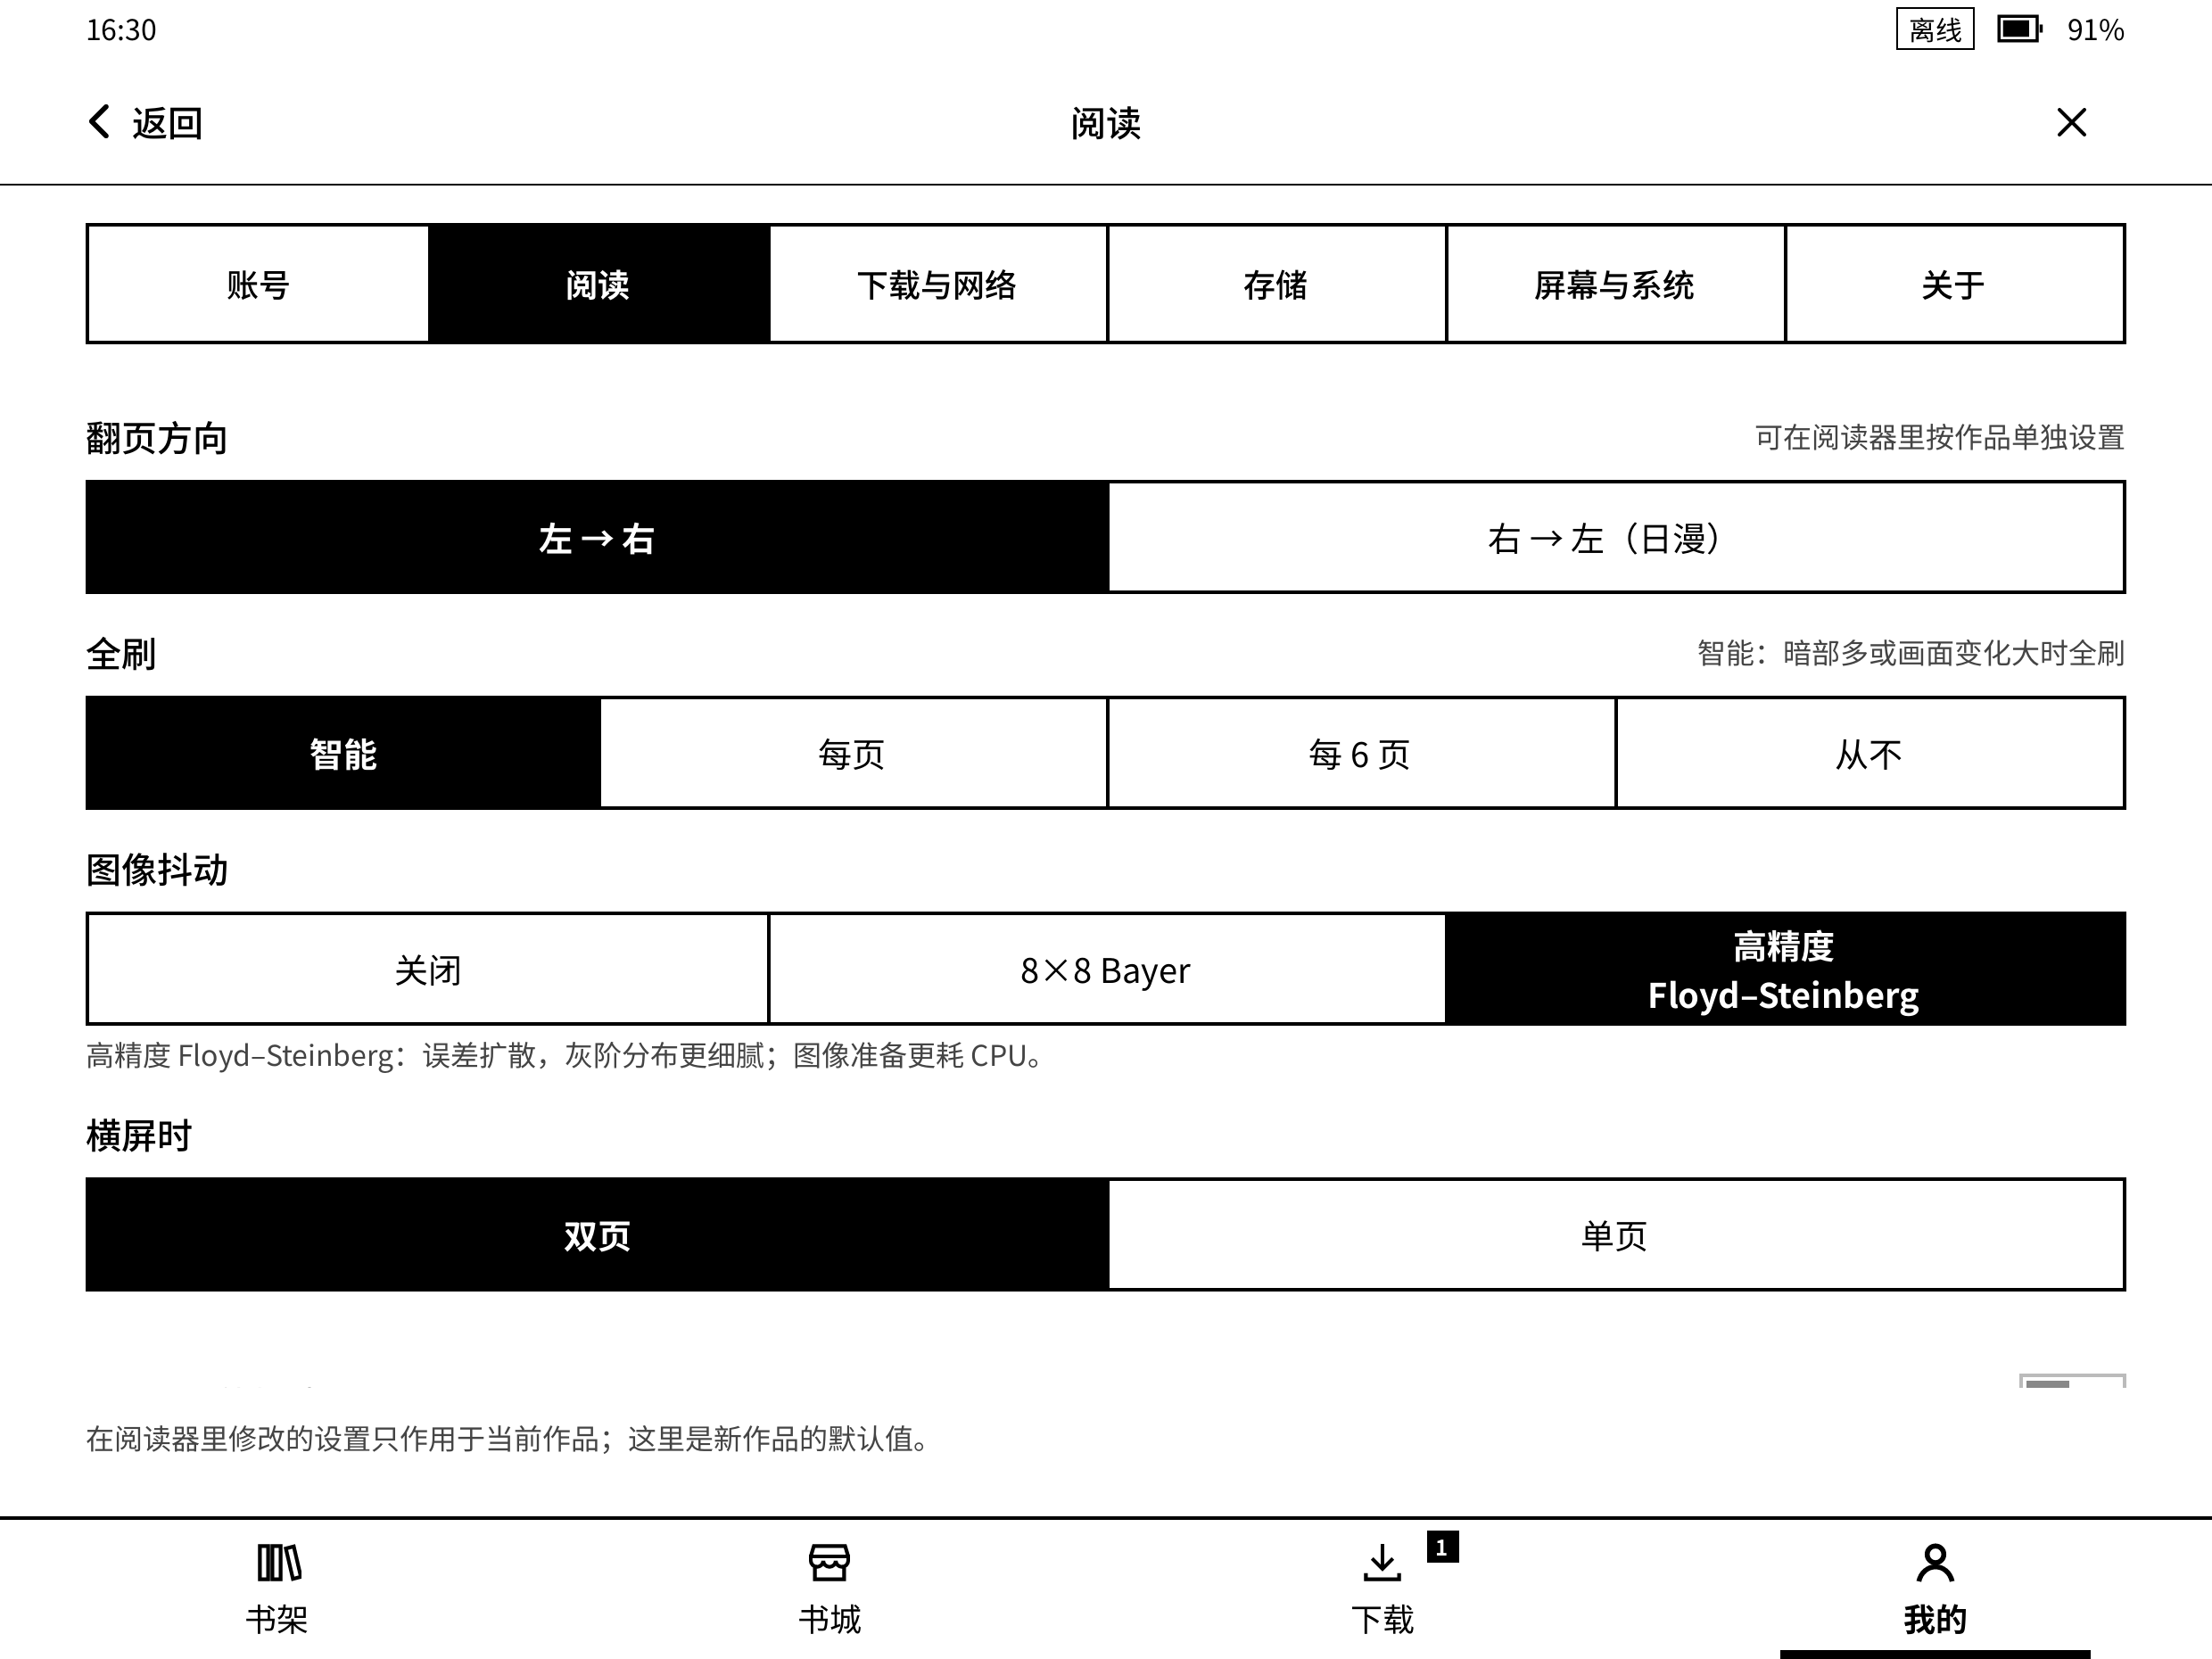 16:30
离线
91%
返回
阅读
账号
阅读
下载与网络
存储
屏幕与系统
关于
翻页方向
可在阅读器里按作品单独设置
左 → 右
右 → 左（日漫）
全刷
智能：暗部多或画面变化大时全刷
智能
每页
每 6 页
从不
图像抖动
关闭
8×8 Bayer
高精度
Floyd–Steinberg
高精度 Floyd–Steinberg：误差扩散，灰阶分布更细腻；图像准备更耗 CPU。
横屏时
双页
单页
在阅读器里修改的设置只作用于当前作品；这里是新作品的默认值。
书架
书城
下载
1
我的